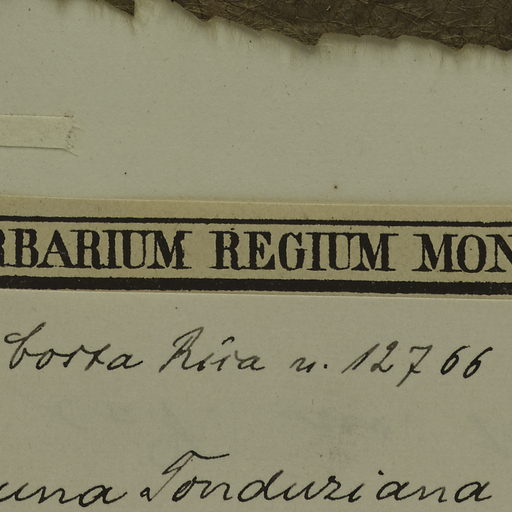 RBARIUM REGIUM MON
Costa Rica n. 12766
una Tonduziana